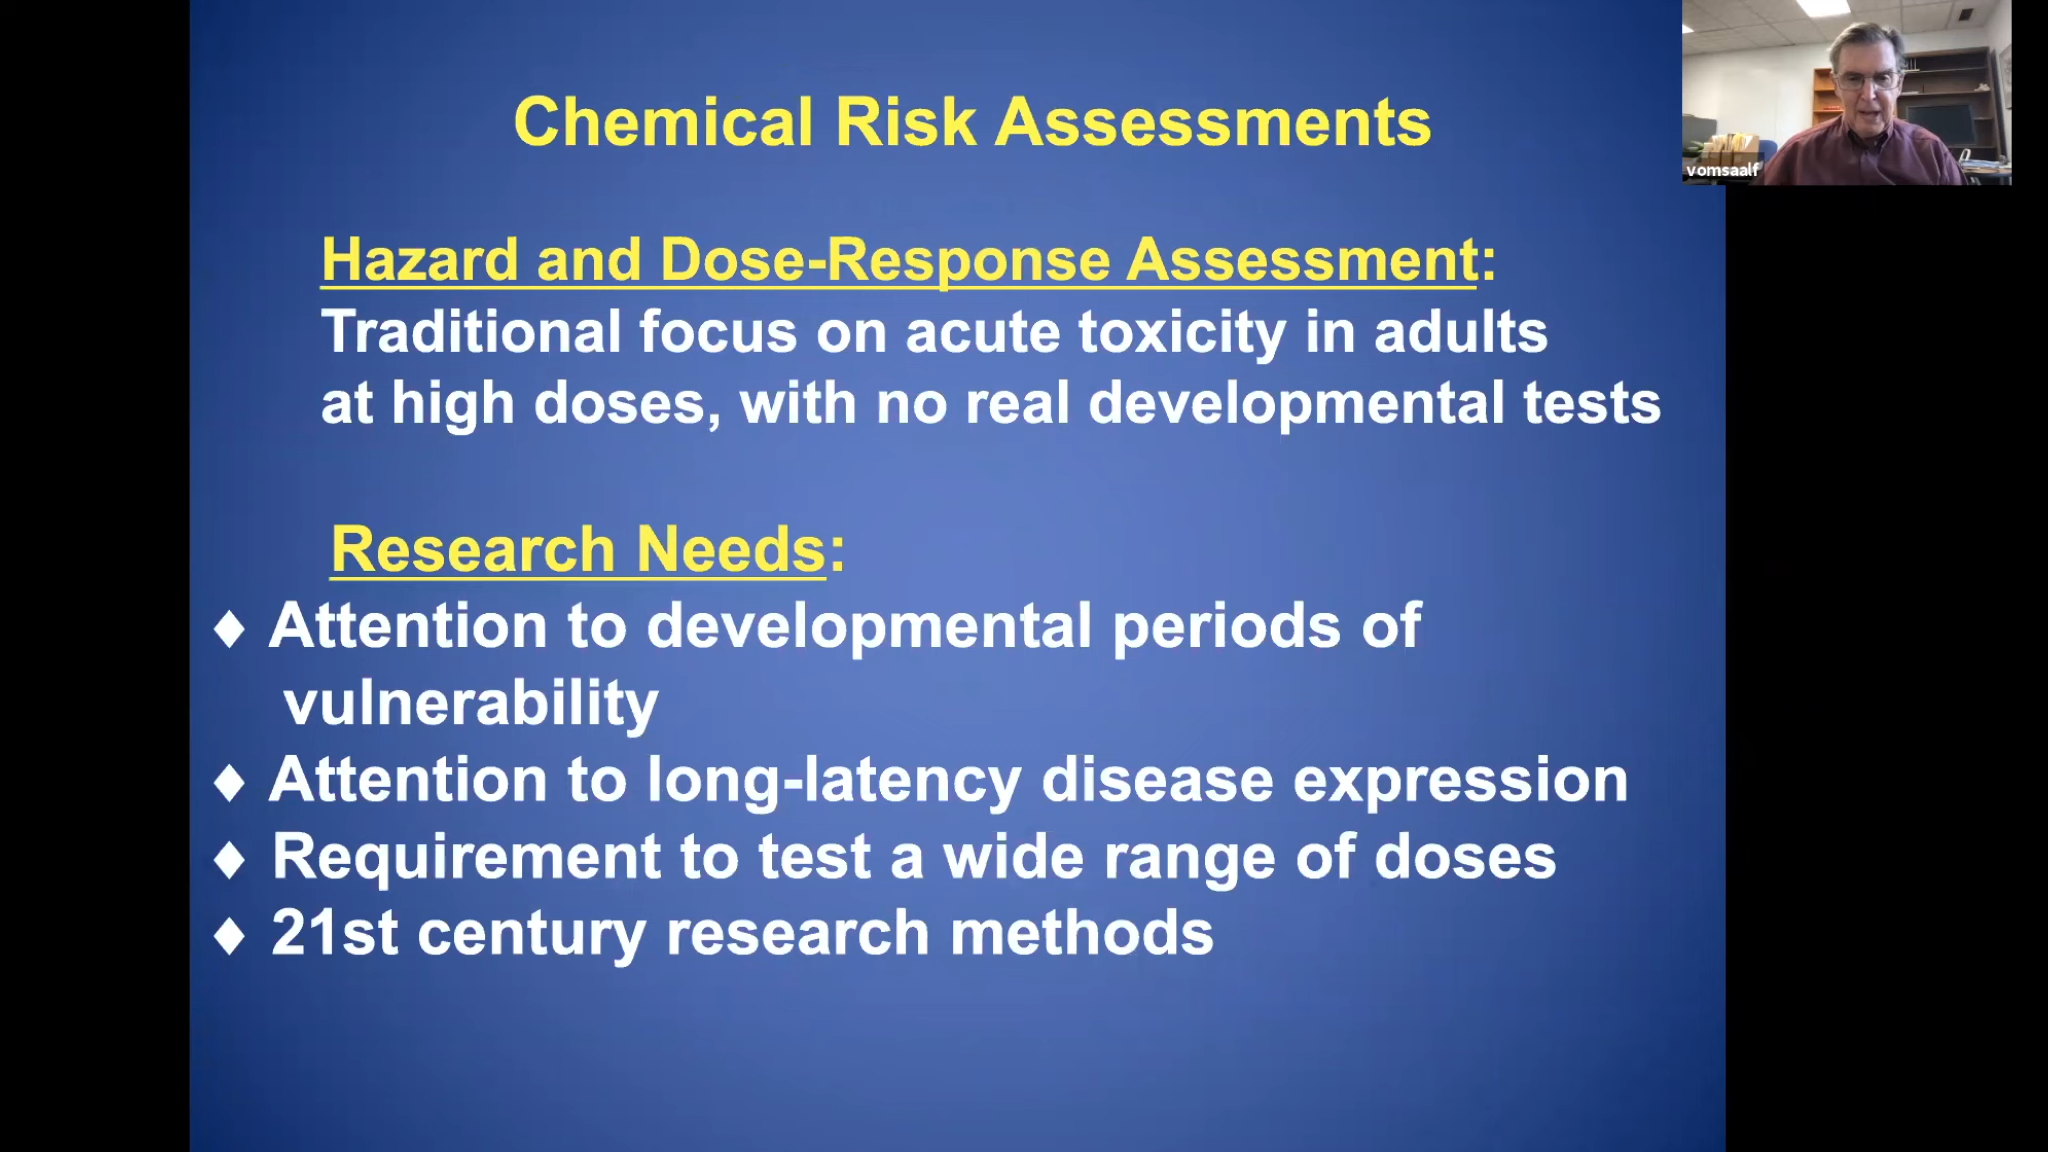 Chemical Risk Assessments
vomsaalf
Hazard and Dose-Response Assessment:
Traditional focus on acute toxicity in adults
at high doses, with no real developmental tests
Research Needs:
♦ Attention to developmental periods of
vulnerability
♦ Attention to long-latency disease expression
♦ Requirement to test a wide range of doses
♦ 21st century research methods